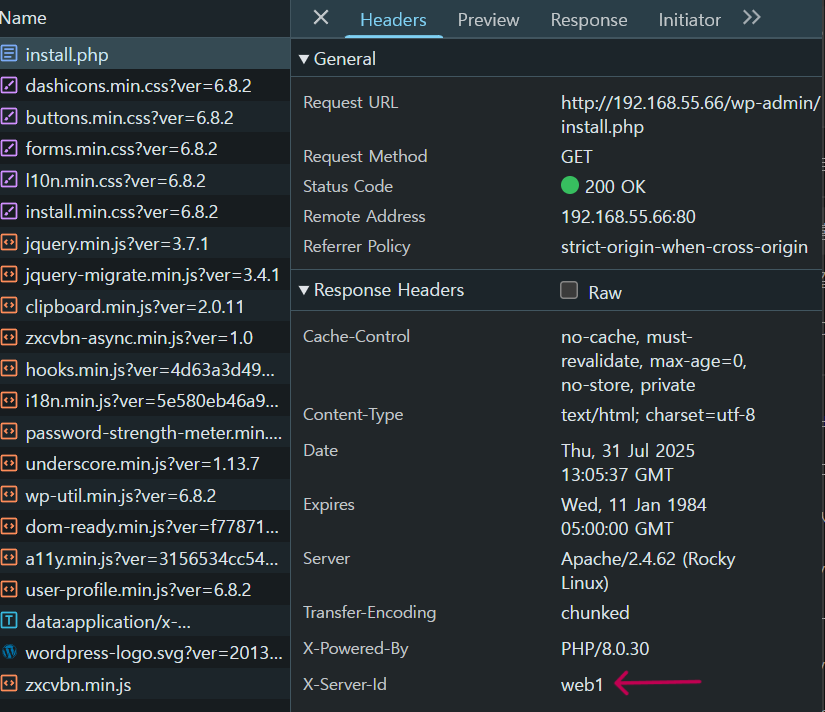 Name
install.php
dashicons.min.css?ver=6.8.2
buttons.min.css?ver=6.8.2
forms.min.css?ver=6.8.2
l10n.min.css?ver=6.8.2
install.min.css?ver=6.8.2
jquery.min.js?ver=3.7.1
jquery-migrate.min.js?ver=3.4.1
clipboard.min.js?ver=2.0.11
zxcvbn-async.min.js?ver=1.0
hooks.min.js?ver=4d63a3d49...
i18n.min.js?ver=5e580eb46a9...
password-strength-meter.min....
underscore.min.js?ver=1.13.7
wp-util.min.js?ver=6.8.2
dom-ready.min.js?ver=f77871...
a11y.min.js?ver=3156534cc54...
user-profile.min.js?ver=6.8.2
data:application/x-...
wordpress-logo.svg?ver=2013...
zxcvbn.min.js
Headers Preview Response Initiator
General
Request URL http://192.168.55.66/wp-admin/
install.php
Request Method GET
Status Code 200 OK
Remote Address 192.168.55.66:80
Referrer Policy strict-origin-when-cross-origin
Response Headers Raw
Cache-Control no-cache, must-
revalidate, max-age=0,
no-store, private
Content-Type text/html; charset=utf-8
Date Thu, 31 Jul 2025
13:05:37 GMT
Expires Wed, 11 Jan 1984
05:00:00 GMT
Server Apache/2.4.62 (Rocky
Linux)
Transfer-Encoding chunked
X-Powered-By PHP/8.0.30
X-Server-Id web1